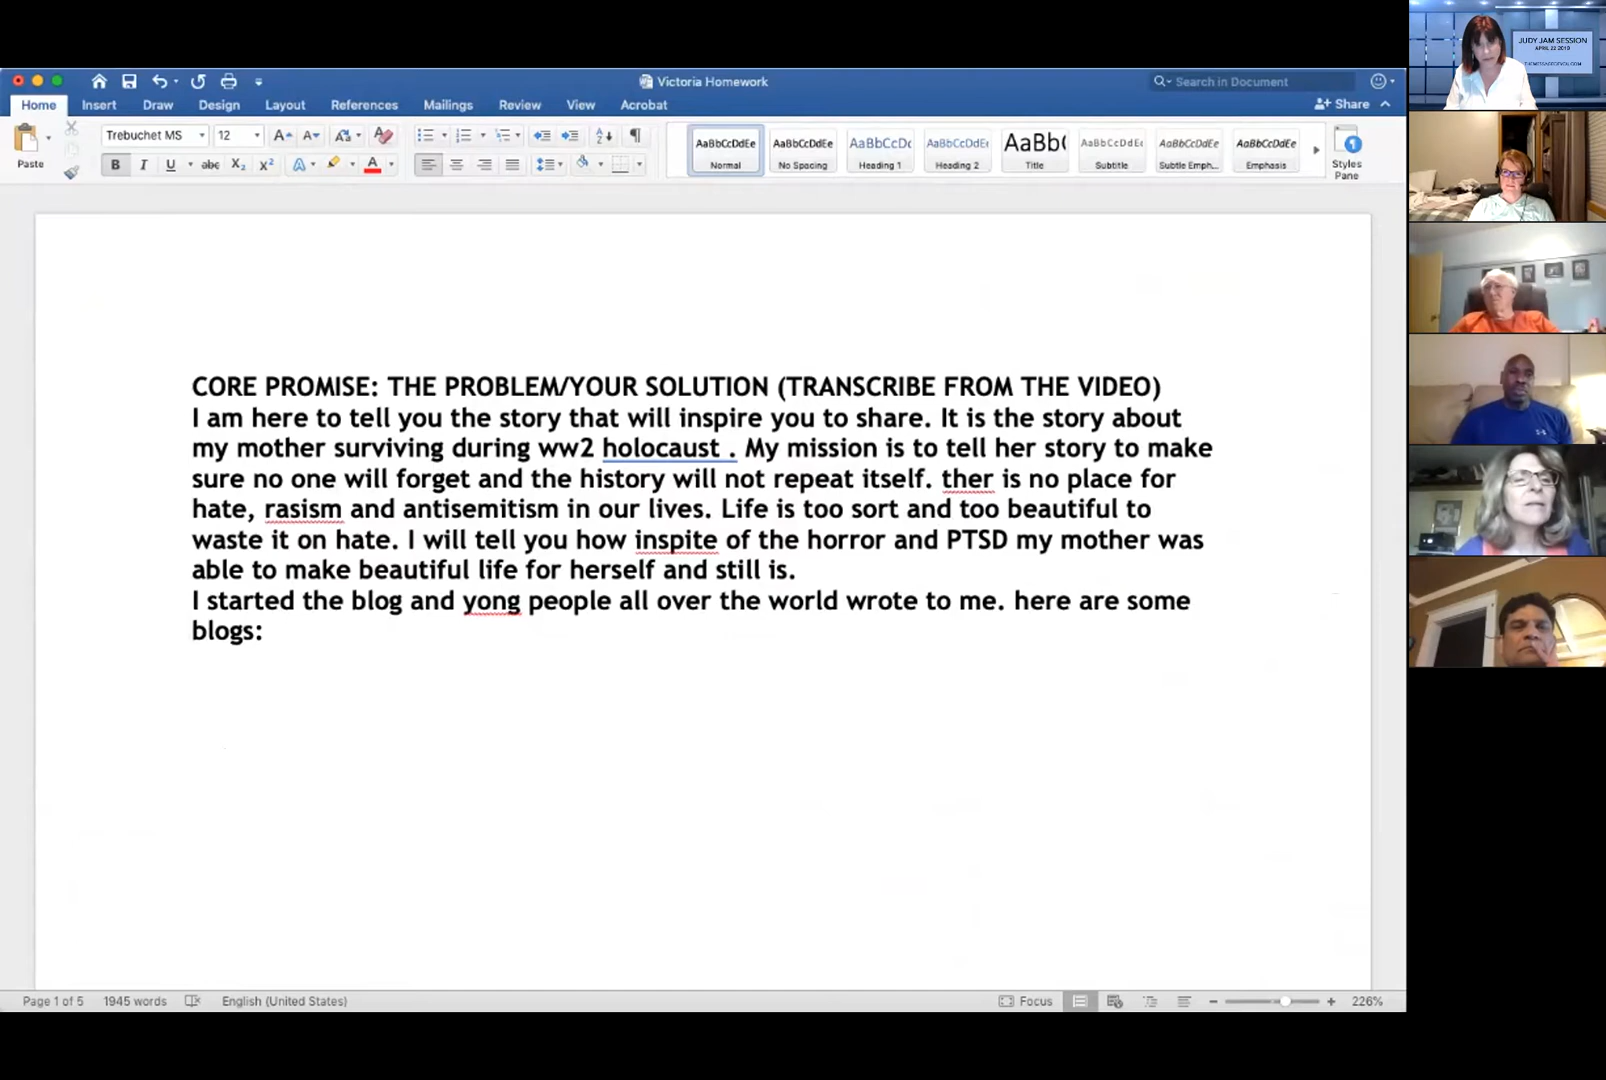 Victoria Homework
Search in Document
Home Insert Draw Design Layout References Mailings Review View Acrobat
Share
Paste
Trebuchet MS 12
AaBbCcDdEe AaBbCcDdEe AaBbCcDc AaBbCcDdEe AaBb( AaBbCcDdEe AaBbCcDdEe AaBbCcDdEe
Normal No Spacing Heading 1 Heading 2 Title Subtitle Subtle Emph... Emphasis
Styles
Pane
CORE PROMISE: THE PROBLEM/YOUR SOLUTION (TRANSCRIBE FROM THE VIDEO)
I am here to tell you the story that will inspire you to share. It is the story about
my mother surviving during ww2 holocaust . My mission is to tell her story to make
sure no one will forget and the history will not repeat itself. ther is no place for
hate, rasism and antisemitism in our lives. Life is too sort and too beautiful to
waste it on hate. I will tell you how inspite of the horror and PTSD my mother was
able to make beautiful life for herself and still is.
I started the blog and yong people all over the world wrote to me. here are some
blogs:
Page 1 of 5 1945 words English (United States)
Focus
226%
JUDY JAM SESSION